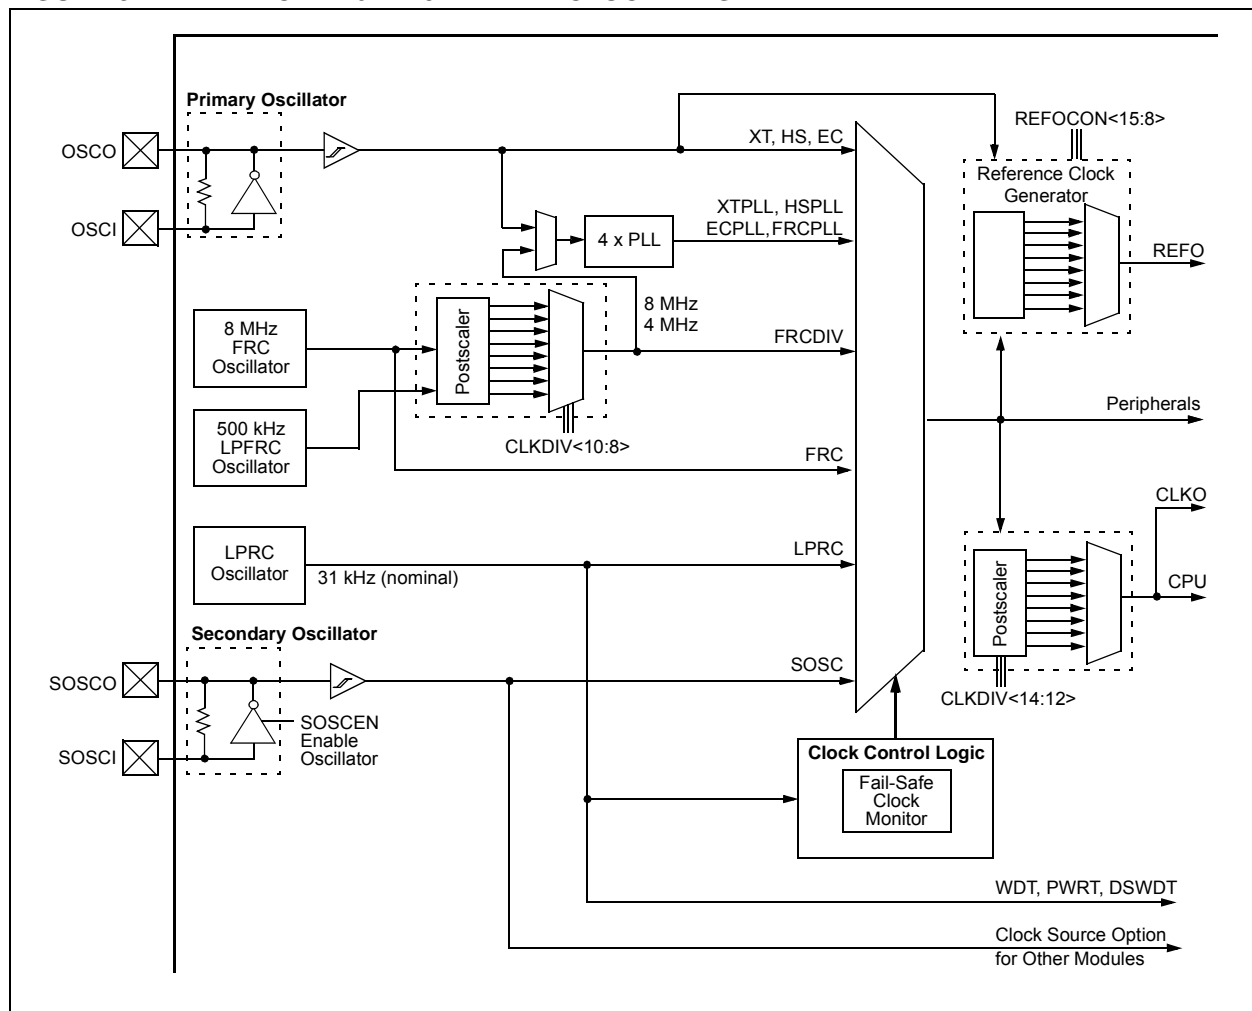 Primary Oscillator
REFOCON<15:8>
OSCO
XT, HS, EC
Reference Clock
Generator
OSCI
XTPLL, HSPLL
ECPLL,FRCPLL
4 x PLL
REFO
8 MHz
4 MHz
8 MHz
FRC
Oscillator
Postscaler
FRCDIV
Peripherals
500 kHz
LPFRC
Oscillator
CLKDIV<10:8>
FRC
CLKO
LPRC
Oscillator
31 kHz (nominal)
LPRC
CPU
Postscaler
Secondary Oscillator
SOSCO
SOSC
CLKDIV<14:12>
SOSCEN
Enable
Oscillator
SOSCI
Clock Control Logic
Fail-Safe
Clock
Monitor
WDT, PWRT, DSWDT
Clock Source Option
for Other Modules